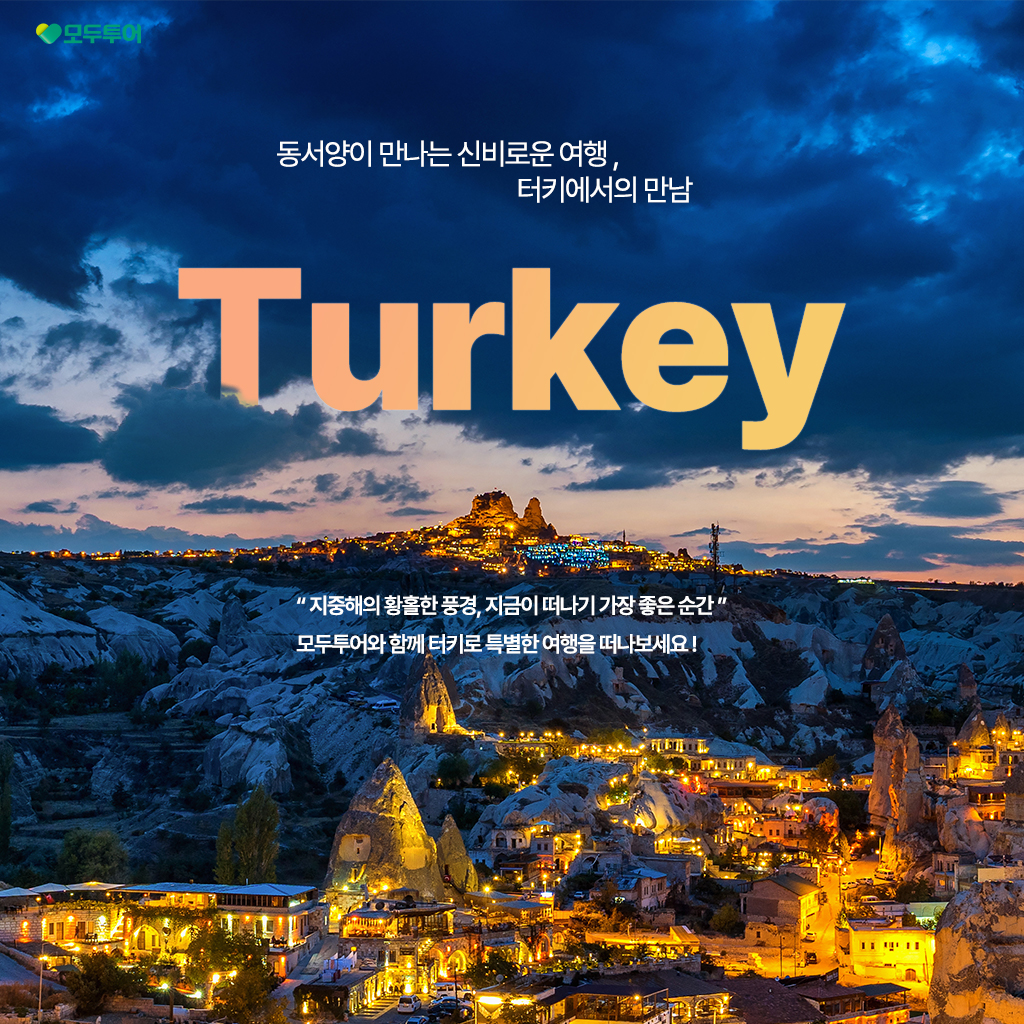 모두투어
동서양이 만나는 신비로운 여행 ,
터키에서의 만남
Turkey
“ 지중해의 황홀한 풍경, 지금이 떠나기 가장 좋은 순간 ”
모두투어와 함께 터키로 특별한 여행을 떠나보세요 !